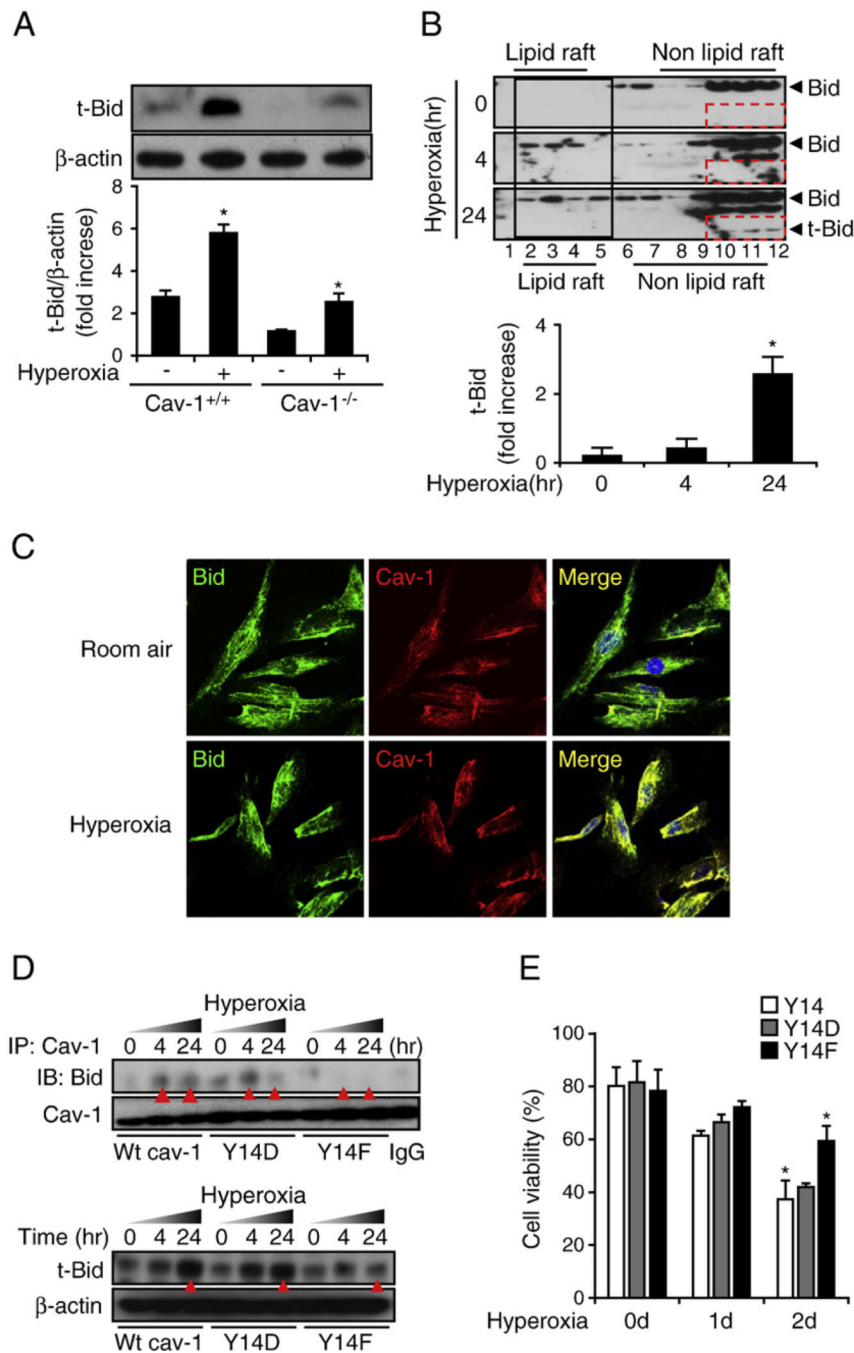 A
t-Bid
β-actin
8
6
4
2
0
t-Bid/β-actin
(fold increse)
* *
Hyperoxia - + - +
Cav-1+/+ Cav-1-/-
B
Lipid raft Non lipid raft
Hyperoxia(hr)
0 Bid
4 Bid
24 Bid
t-Bid
1 2 3 4 5 6 7 8 9 10 11 12
Lipid raft Non lipid raft
4
2
0
t-Bid
(fold increase)
*
Hyperoxia(hr) 0 4 24
C
Room air
Bid Cav-1 Merge
Hyperoxia
Bid Cav-1 Merge
D
Hyperoxia
0 4 24 0 4 24 0 4 24 (hr)
IP: Cav-1
IB: Bid
Cav-1
Wt cav-1 Y14D Y14F IgG
Hyperoxia
Time (hr) 0 4 24 0 4 24 0 4 24
t-Bid
β-actin
Wt cav-1 Y14D Y14F
E
Y14
Y14D
Y14F
100
80
60
40
20
0
Cell viability (%)
* *
Hyperoxia 0d 1d 2d